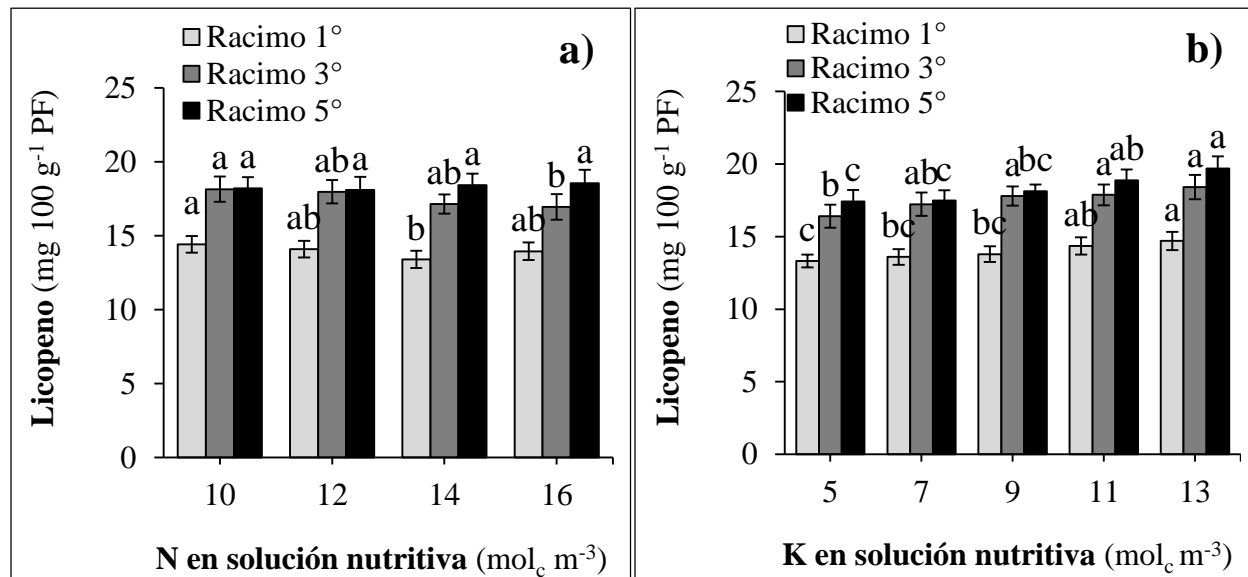 Racimo 1°
Racimo 3°
Racimo 5°
a)
Licopeno (mg 100 g-1 PF)
25
20
15
10
5
0
a a a
ab ab a
b ab a
ab b a
10 12 14 16
N en solución nutritiva (molc m-3)
Racimo 1°
Racimo 3°
Racimo 5°
b)
Licopeno (mg 100 g-1 PF)
25
20
15
10
5
0
c b c
bc ab c
bc a bc
ab a ab
a a a
5 7 9 11 13
K en solución nutritiva (molc m-3)